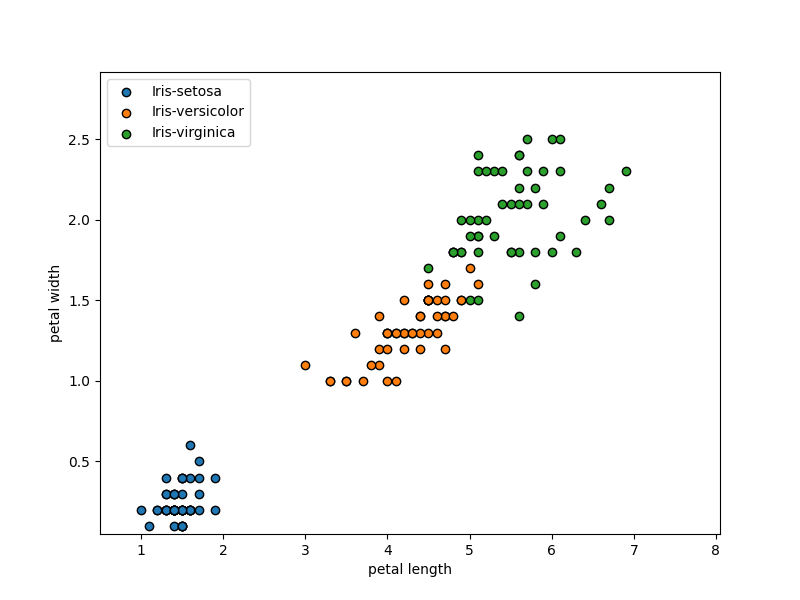 Iris-setosa
Iris-versicolor
Iris-virginica
2.5
2.0
1.5
1.0
0.5
petal width
1 2 3 4 5 6 7 8
petal length